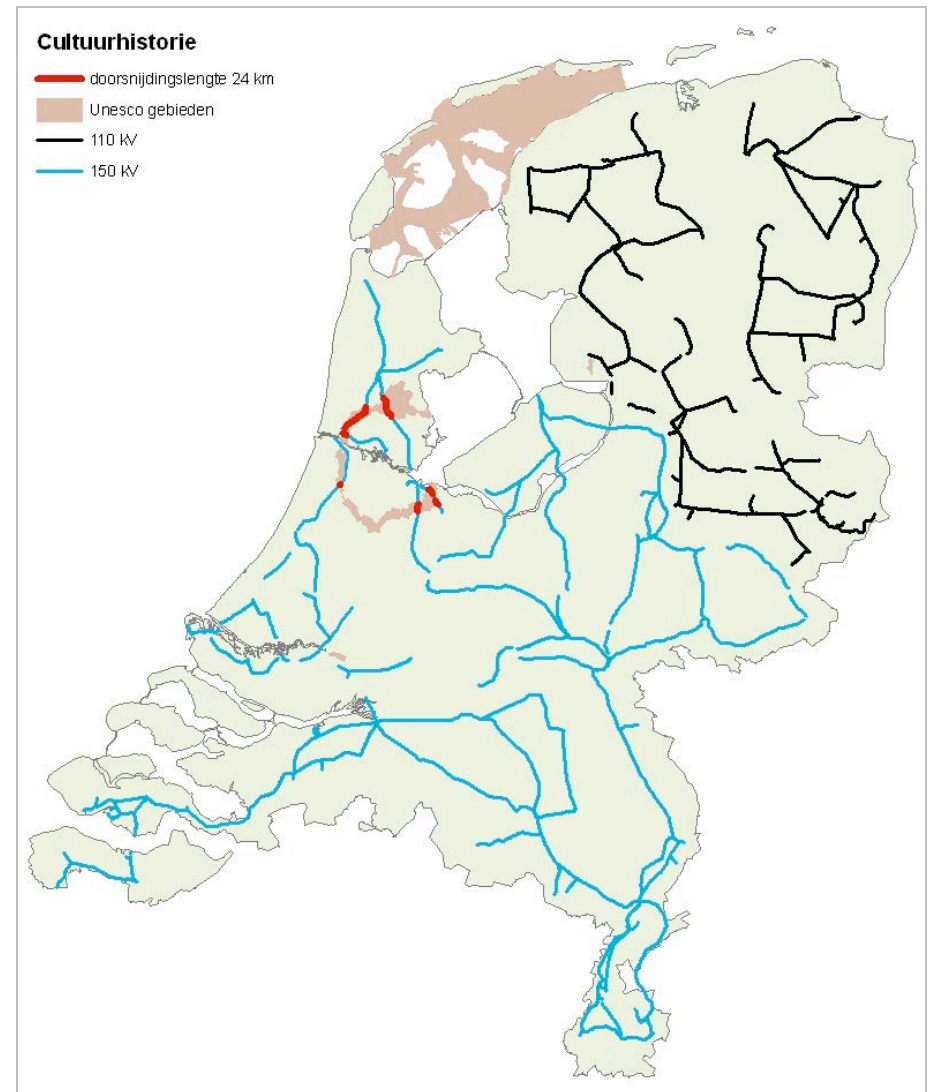 Cultuurhistorie
doorsnijdingslengte 24 km
Unesco gebieden
110 kV
150 kV